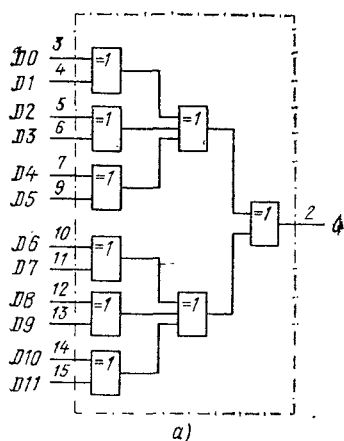 D0 3 =1
D1 4
D2 5 =1 =1
D3 6
D4 7 =1
D5 9
=1 2 Q
D6 10 =1
D7 11
D8 12 =1 =1
D9 13
D10 14 =1
D11 15
а)